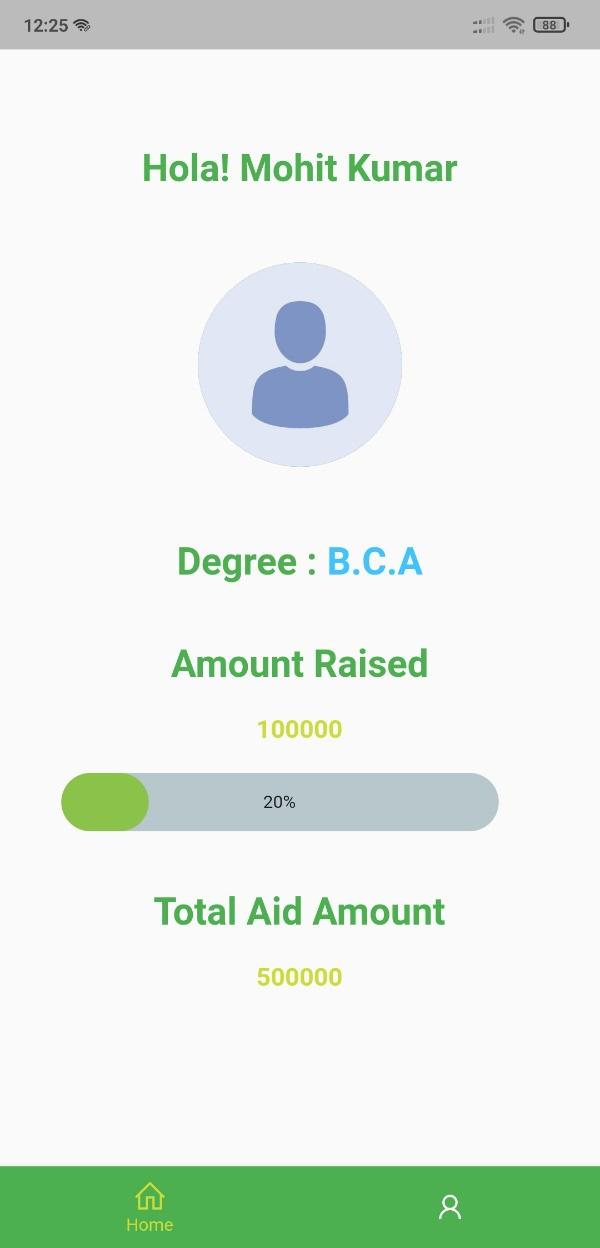 12:25
88
Hola! Mohit Kumar
Degree : B.C.A
Amount Raised
100000
20%
Total Aid Amount
500000
Home